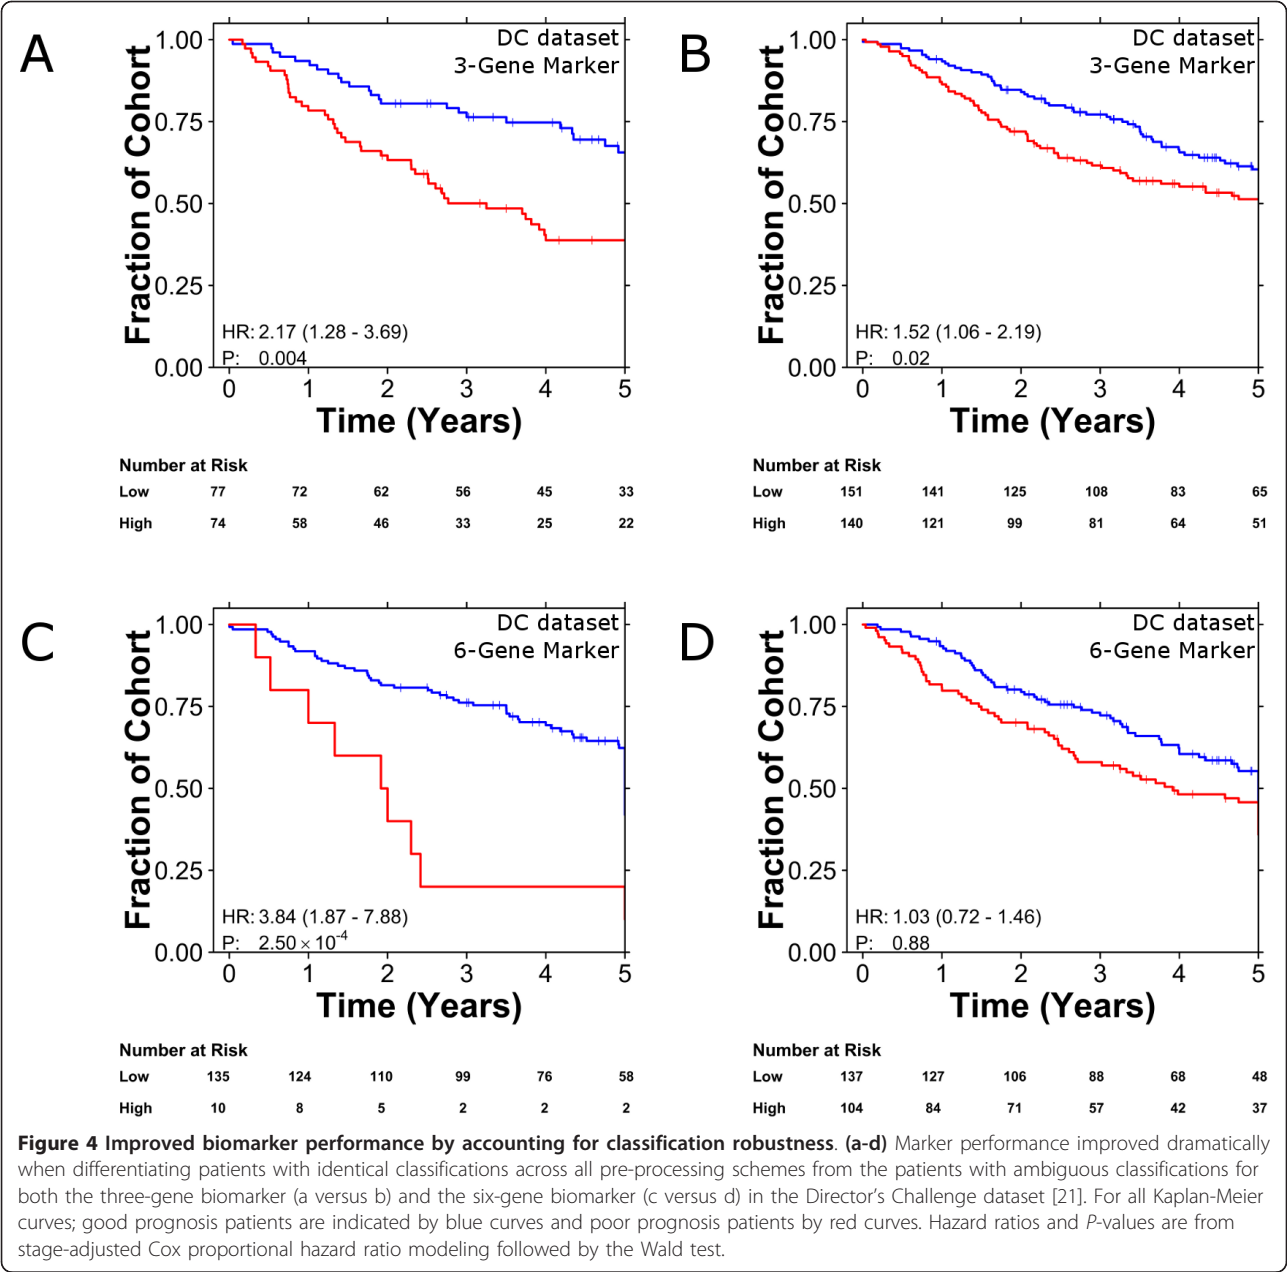 A
DC dataset
3-Gene Marker
Fraction of Cohort
1.00
0.75
0.50
0.25
0.00
HR: 2.17 (1.28 - 3.69)
P: 0.004
0 1 2 3 4 5
Time (Years)
Number at Risk
Low 77 72 62 56 45 33
High 74 58 46 33 25 22
B
DC dataset
3-Gene Marker
Fraction of Cohort
1.00
0.75
0.50
0.25
0.00
HR: 1.52 (1.06 - 2.19)
P: 0.02
0 1 2 3 4 5
Time (Years)
Number at Risk
Low 151 141 125 108 83 65
High 140 121 99 81 64 51
C
DC dataset
6-Gene Marker
Fraction of Cohort
1.00
0.75
0.50
0.25
0.00
HR: 3.84 (1.87 - 7.88)
P: 2.50 × 10⁻⁴
0 1 2 3 4 5
Time (Years)
Number at Risk
Low 135 124 110 99 76 58
High 10 8 5 2 2 2
D
DC dataset
6-Gene Marker
Fraction of Cohort
1.00
0.75
0.50
0.25
0.00
HR: 1.03 (0.72 - 1.46)
P: 0.88
0 1 2 3 4 5
Time (Years)
Number at Risk
Low 137 127 106 88 68 48
High 104 84 71 57 42 37
Figure 4 Improved biomarker performance by accounting for classification robustness. (a-d) Marker performance improved dramatically
when differentiating patients with identical classifications across all pre-processing schemes from the patients with ambiguous classifications for
both the three-gene biomarker (a versus b) and the six-gene biomarker (c versus d) in the Director's Challenge dataset [21]. For all Kaplan-Meier
curves; good prognosis patients are indicated by blue curves and poor prognosis patients by red curves. Hazard ratios and P-values are from
stage-adjusted Cox proportional hazard ratio modeling followed by the Wald test.